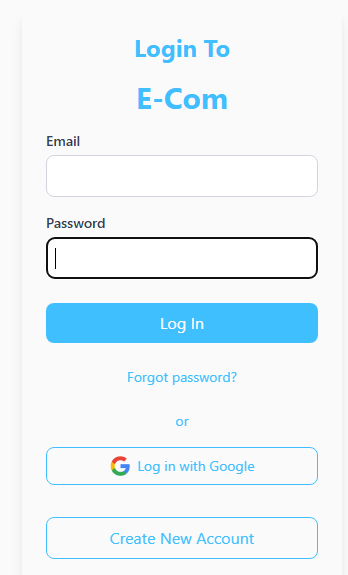 Login To
E-Com
Email
Password
Log In
Forgot password?
or
Log in with Google
Create New Account